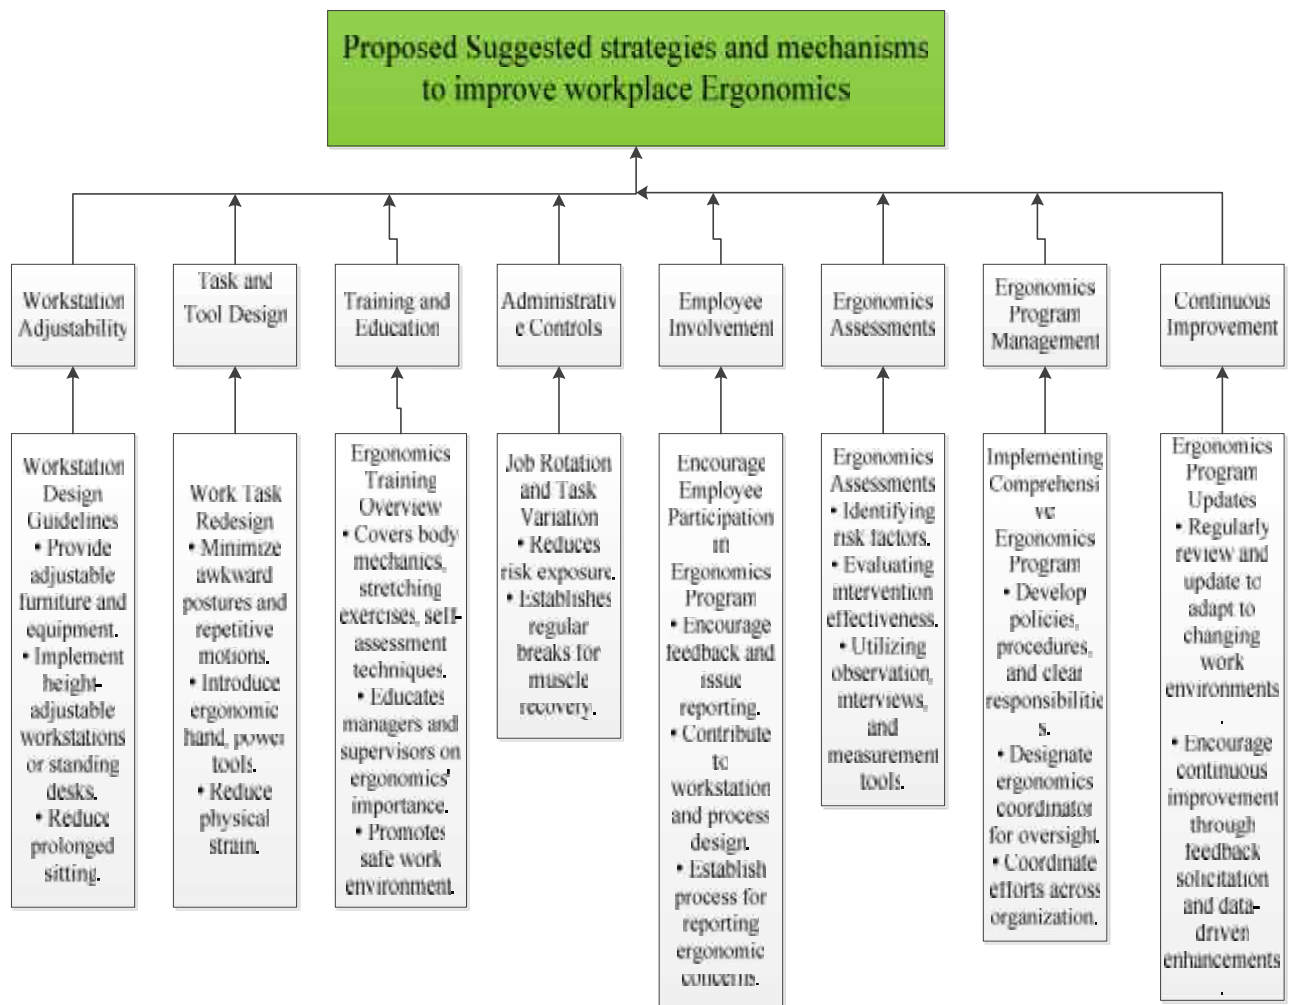 Proposed Suggested strategies and mechanisms
to improve workplace Ergonomics
Workstation
Adjustability
Task and
Tool Design
Training and
Education
Administrativ
e Controls
Employee
Involvement
Ergonomics
Assessments
Ergonomics
Program
Management
Continuous
Improvement
Workstation
Design
Guidelines
• Provide
adjustable
furniture and
equipment.
• Implement
height-
adjustable
workstations
or standing
desks.
• Reduce
prolonged
sitting.
Work Task
Redesign
• Minimize
awkward
postures and
repetitive
motions.
• Introduce
ergonomic
hand, power
tools.
• Reduce
physical
strain.
Ergonomics
Training
Overview
• Covers body
mechanics,
stretching
exercises, self-
assessment
techniques.
• Educates
managers and
supervisors on
ergonomics'
importance.
• Promotes
safe work
environment.
Job Rotation
and Task
Variation
• Reduces
risk exposure.
• Establishes
regular
breaks for
muscle
recovery.
Encourage
Employee
Participation
in
Ergonomics
Program
• Encourage
feedback and
issue
reporting.
• Contribute
to
workstation
and process
design.
• Establish
process for
reporting
ergonomic
concerns.
Ergonomics
Assessments
• Identifying
risk factors.
• Evaluating
intervention
effectiveness.
• Utilizing
observation,
interviews,
and
measurement
tools.
Implementing
Comprehensi
ve
Ergonomics
Program
• Develop
policies,
procedures,
and clear
responsibilitie
s.
• Designate
ergonomics
coordinator
for oversight.
• Coordinate
efforts across
organization.
Ergonomics
Program
Updates
• Regularly
review and
update to
adapt to
changing
work
environments
.
• Encourage
continuous
improvement
through
feedback
solicitation
and data-
driven
enhancements
.